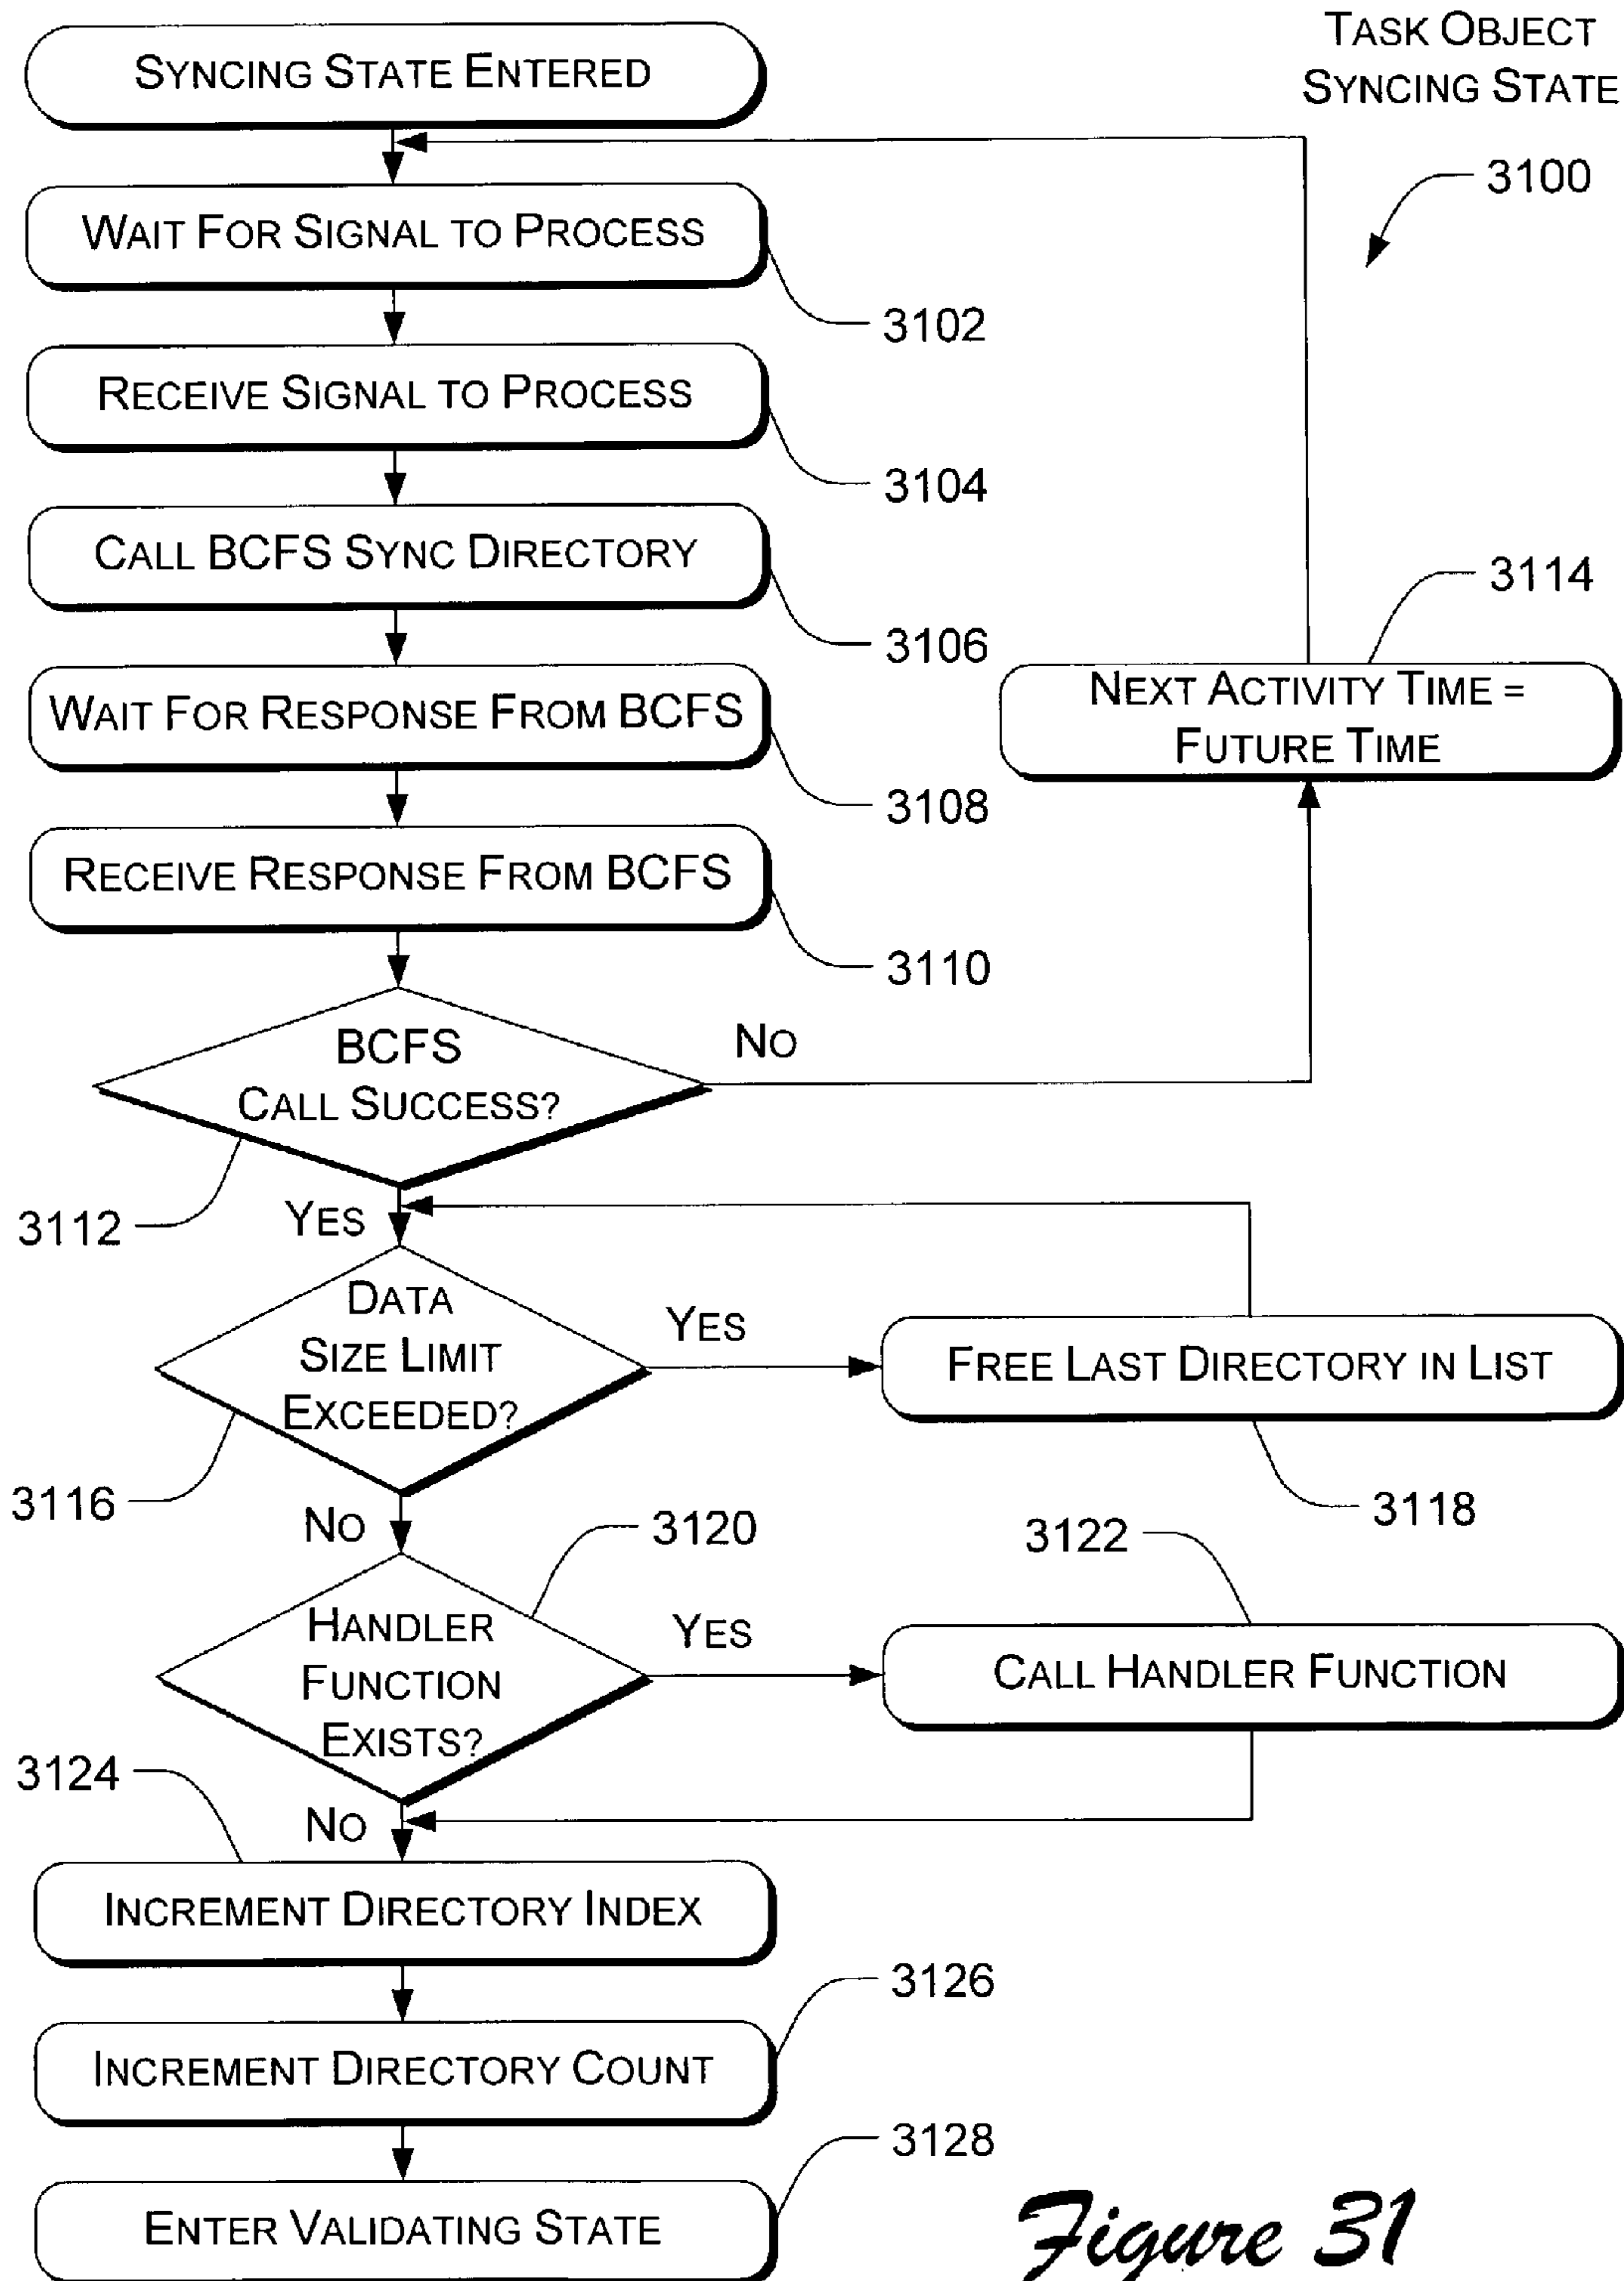 TASK OBJECT
SYNCING STATE
3100
SYNCING STATE ENTERED
WAIT FOR SIGNAL TO PROCESS
3102
RECEIVE SIGNAL TO PROCESS
3104
CALL BCFS SYNC DIRECTORY
3106
WAIT FOR RESPONSE FROM BCFS
3108
3114
NEXT ACTIVITY TIME =
FUTURE TIME
RECEIVE RESPONSE FROM BCFS
3110
BCFS
CALL SUCCESS?
NO
3112
YES
DATA
SIZE LIMIT
EXCEEDED?
YES
FREE LAST DIRECTORY IN LIST
3116
3118
NO
3120
3122
HANDLER
FUNCTION
EXISTS?
YES
CALL HANDLER FUNCTION
3124
NO
INCREMENT DIRECTORY INDEX
3126
INCREMENT DIRECTORY COUNT
3128
ENTER VALIDATING STATE
Figure 31